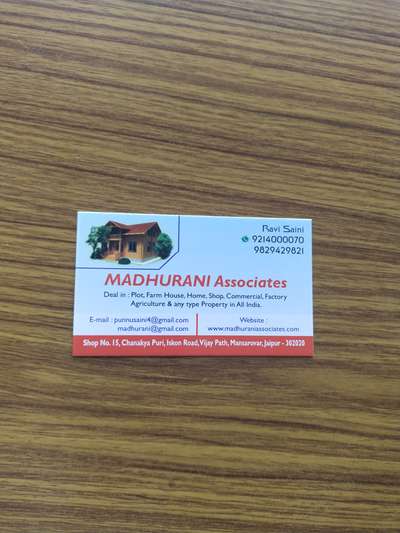 Ravi Saini
9214000070
9829429821
MADHURANI Associates
Deal in : Plot, Farm House, Home, Shop, Commercial, Factory
Agriculture & any type Property in All India.
E-mail : purinusaini4@gmail.com
madhurani@gmail.com
Website :
www.madhuraniassociates.com
Shop No. 15, Chanakya Puri, Iskon Road, Vijay Path, Mansarovar, Jaipur - 302020